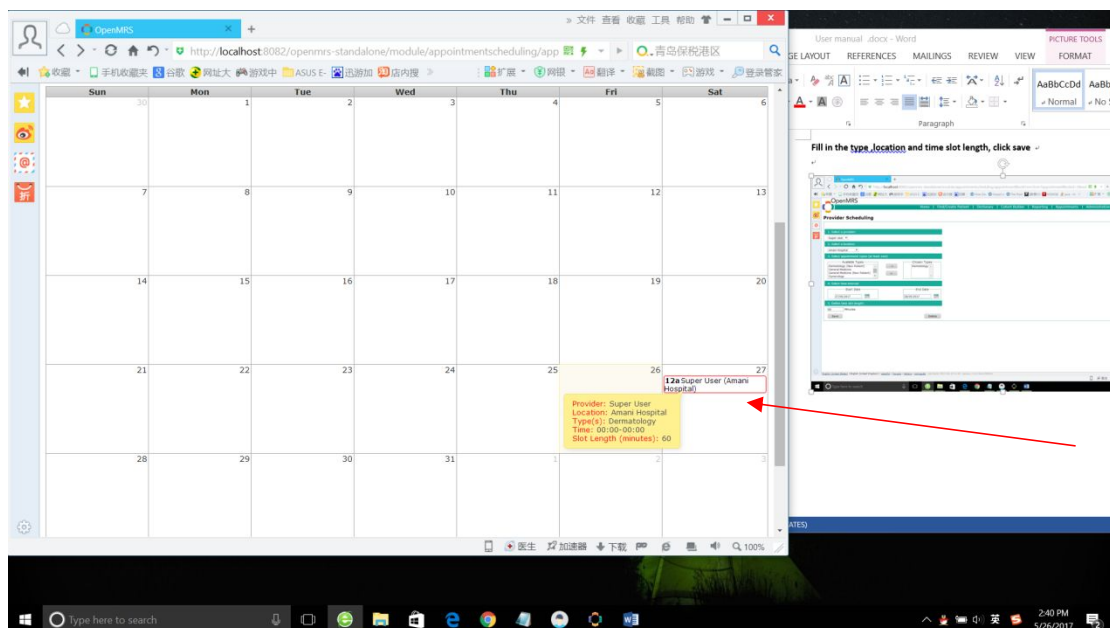 » 文件 查看 收藏 工具 帮助
OpenMRS
http://localhost:8082/openmrs-standalone/module/appointmentscheduling/app
青岛保税港区
收藏 手机收藏夹 谷歌 网址大 游戏中 ASUS E- 迅游加 店内搜 » 扩展 网银 翻译 截图 游戏 登录管家
Sun Mon Tue Wed Thu Fri Sat
30 1 2 3 4 5 6
7 8 9 10 11 12 13
14 15 16 17 18 19 20
21 22 23 24 25 26 27
12a Super User (Amani
Hospital)
Provider: Super User
Location: Amani Hospital
Type(s): Dermatology
Time: 00:00-00:00
Slot Length (minutes): 60
28 29 30 31 1 2 3
医生 加速器 下载 100%
User manual .docx - Word PICTURE TOOLS
GE LAYOUT REFERENCES MAILINGS REVIEW VIEW FORMAT
AaBbCcDd AaBb
Normal No S
Paragraph
Fill in the type ,location and time slot length, click save
OpenMRS
Provider Scheduling
ATES)
Type here to search
英
2:40 PM
5/26/2017